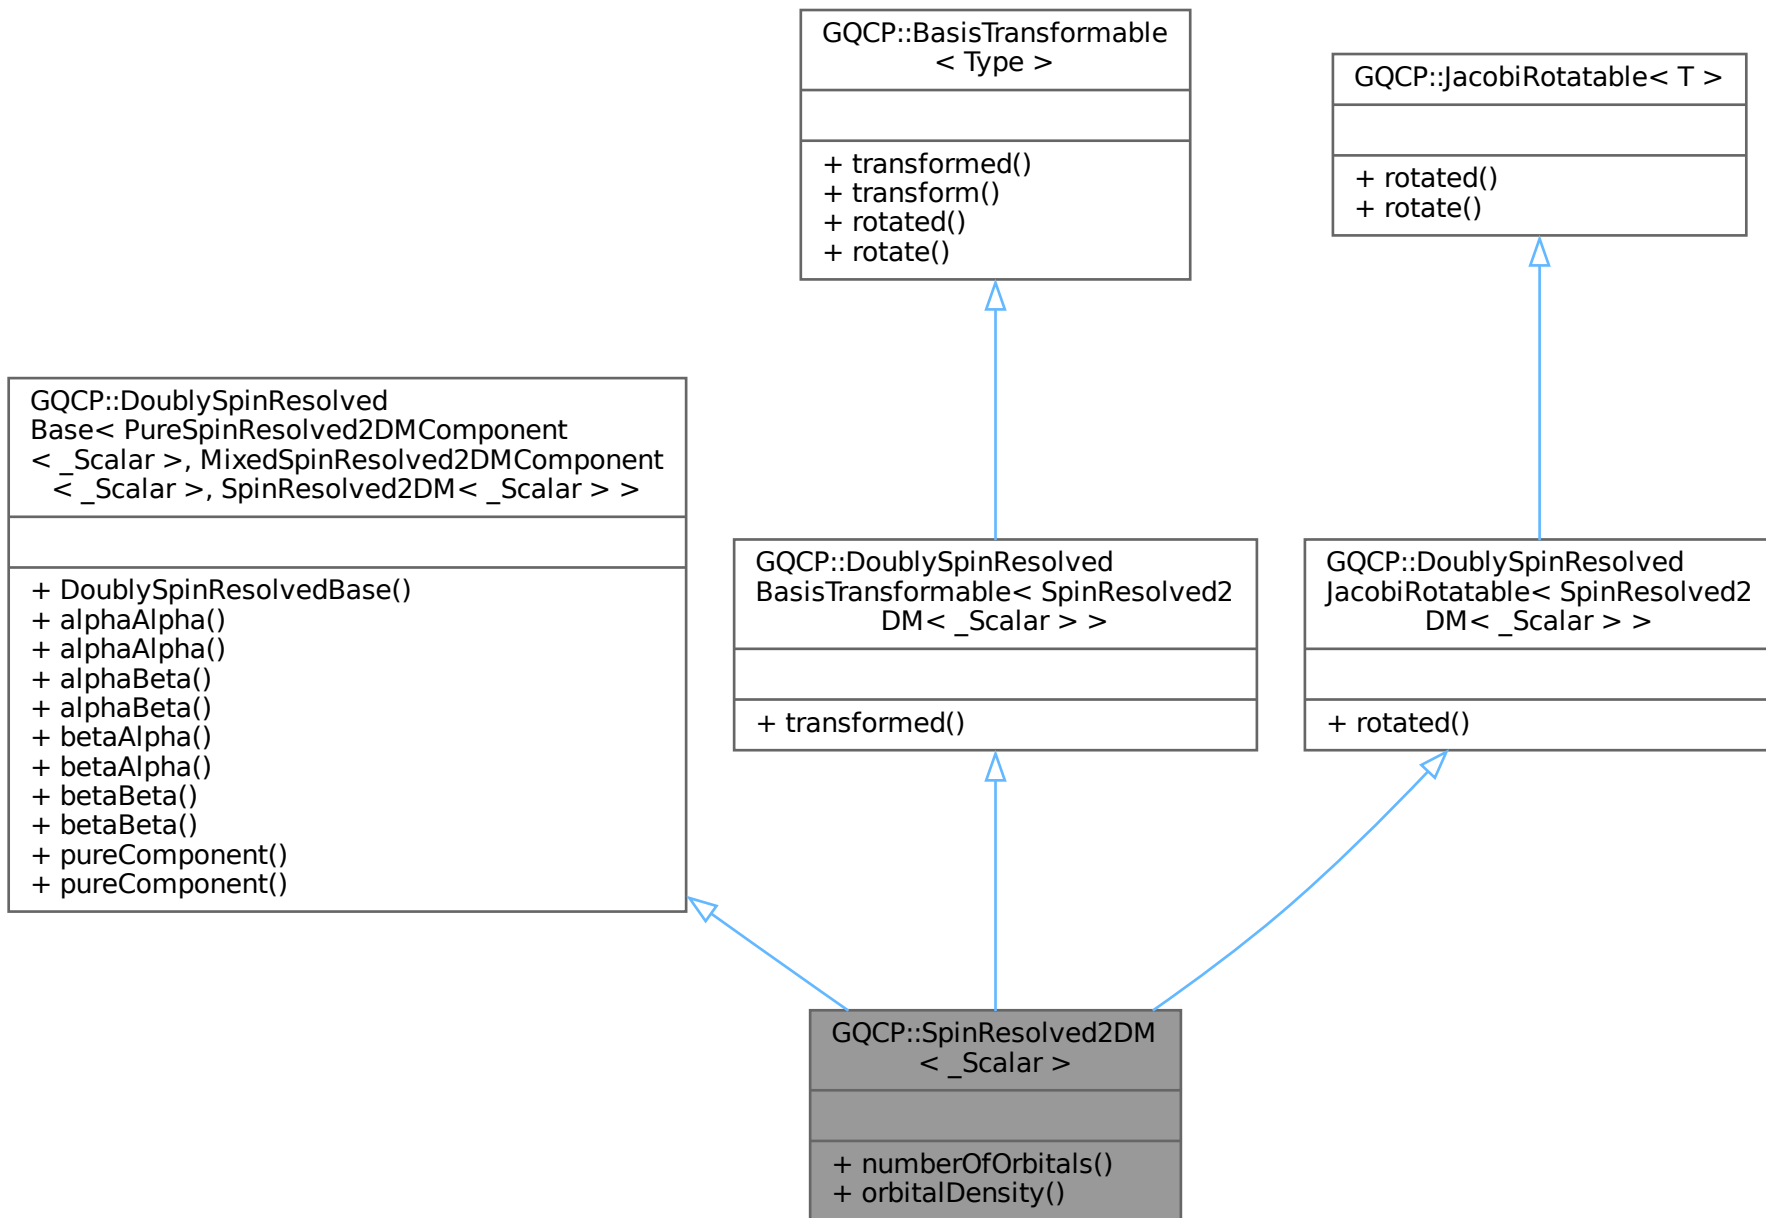 GQCP::BasisTransformable
< Type >
+ transformed()
+ transform()
+ rotated()
+ rotate()
GQCP::JacobiRotatable< T >
+ rotated()
+ rotate()
GQCP::DoublySpinResolved
Base< PureSpinResolved2DMComponent
< _Scalar >, MixedSpinResolved2DMComponent
< _Scalar >, SpinResolved2DM< _Scalar > >
+ DoublySpinResolvedBase()
+ alphaAlpha()
+ alphaAlpha()
+ alphaBeta()
+ alphaBeta()
+ betaAlpha()
+ betaAlpha()
+ betaBeta()
+ betaBeta()
+ pureComponent()
+ pureComponent()
GQCP::DoublySpinResolved
BasisTransformable< SpinResolved2
DM< _Scalar > >
+ transformed()
GQCP::DoublySpinResolved
JacobiRotatable< SpinResolved2
DM< _Scalar > >
+ rotated()
GQCP::SpinResolved2DM
< _Scalar >
+ numberOfOrbitals()
+ orbitalDensity()